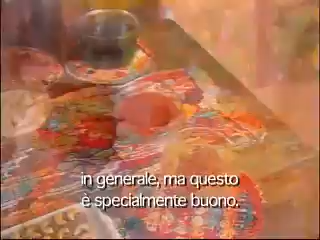 in generale, ma questo
è specialmente buono.